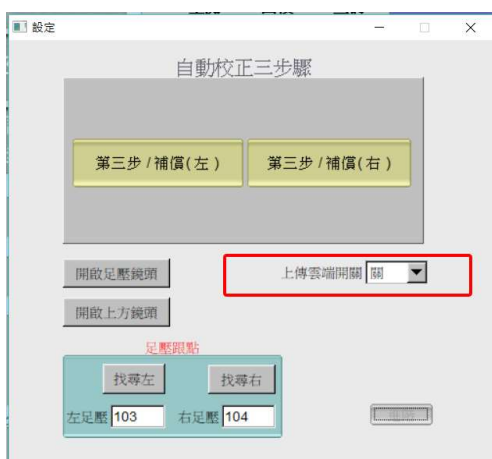 設定
自動校正三步驟
第三步 / 補償( 左 )
第三步 / 補償( 右 )
開啟足壓鏡頭
上傳雲端開關 關
開啟上方鏡頭
足壓跟點
找尋左
找尋右
左足壓 103
右足壓 104